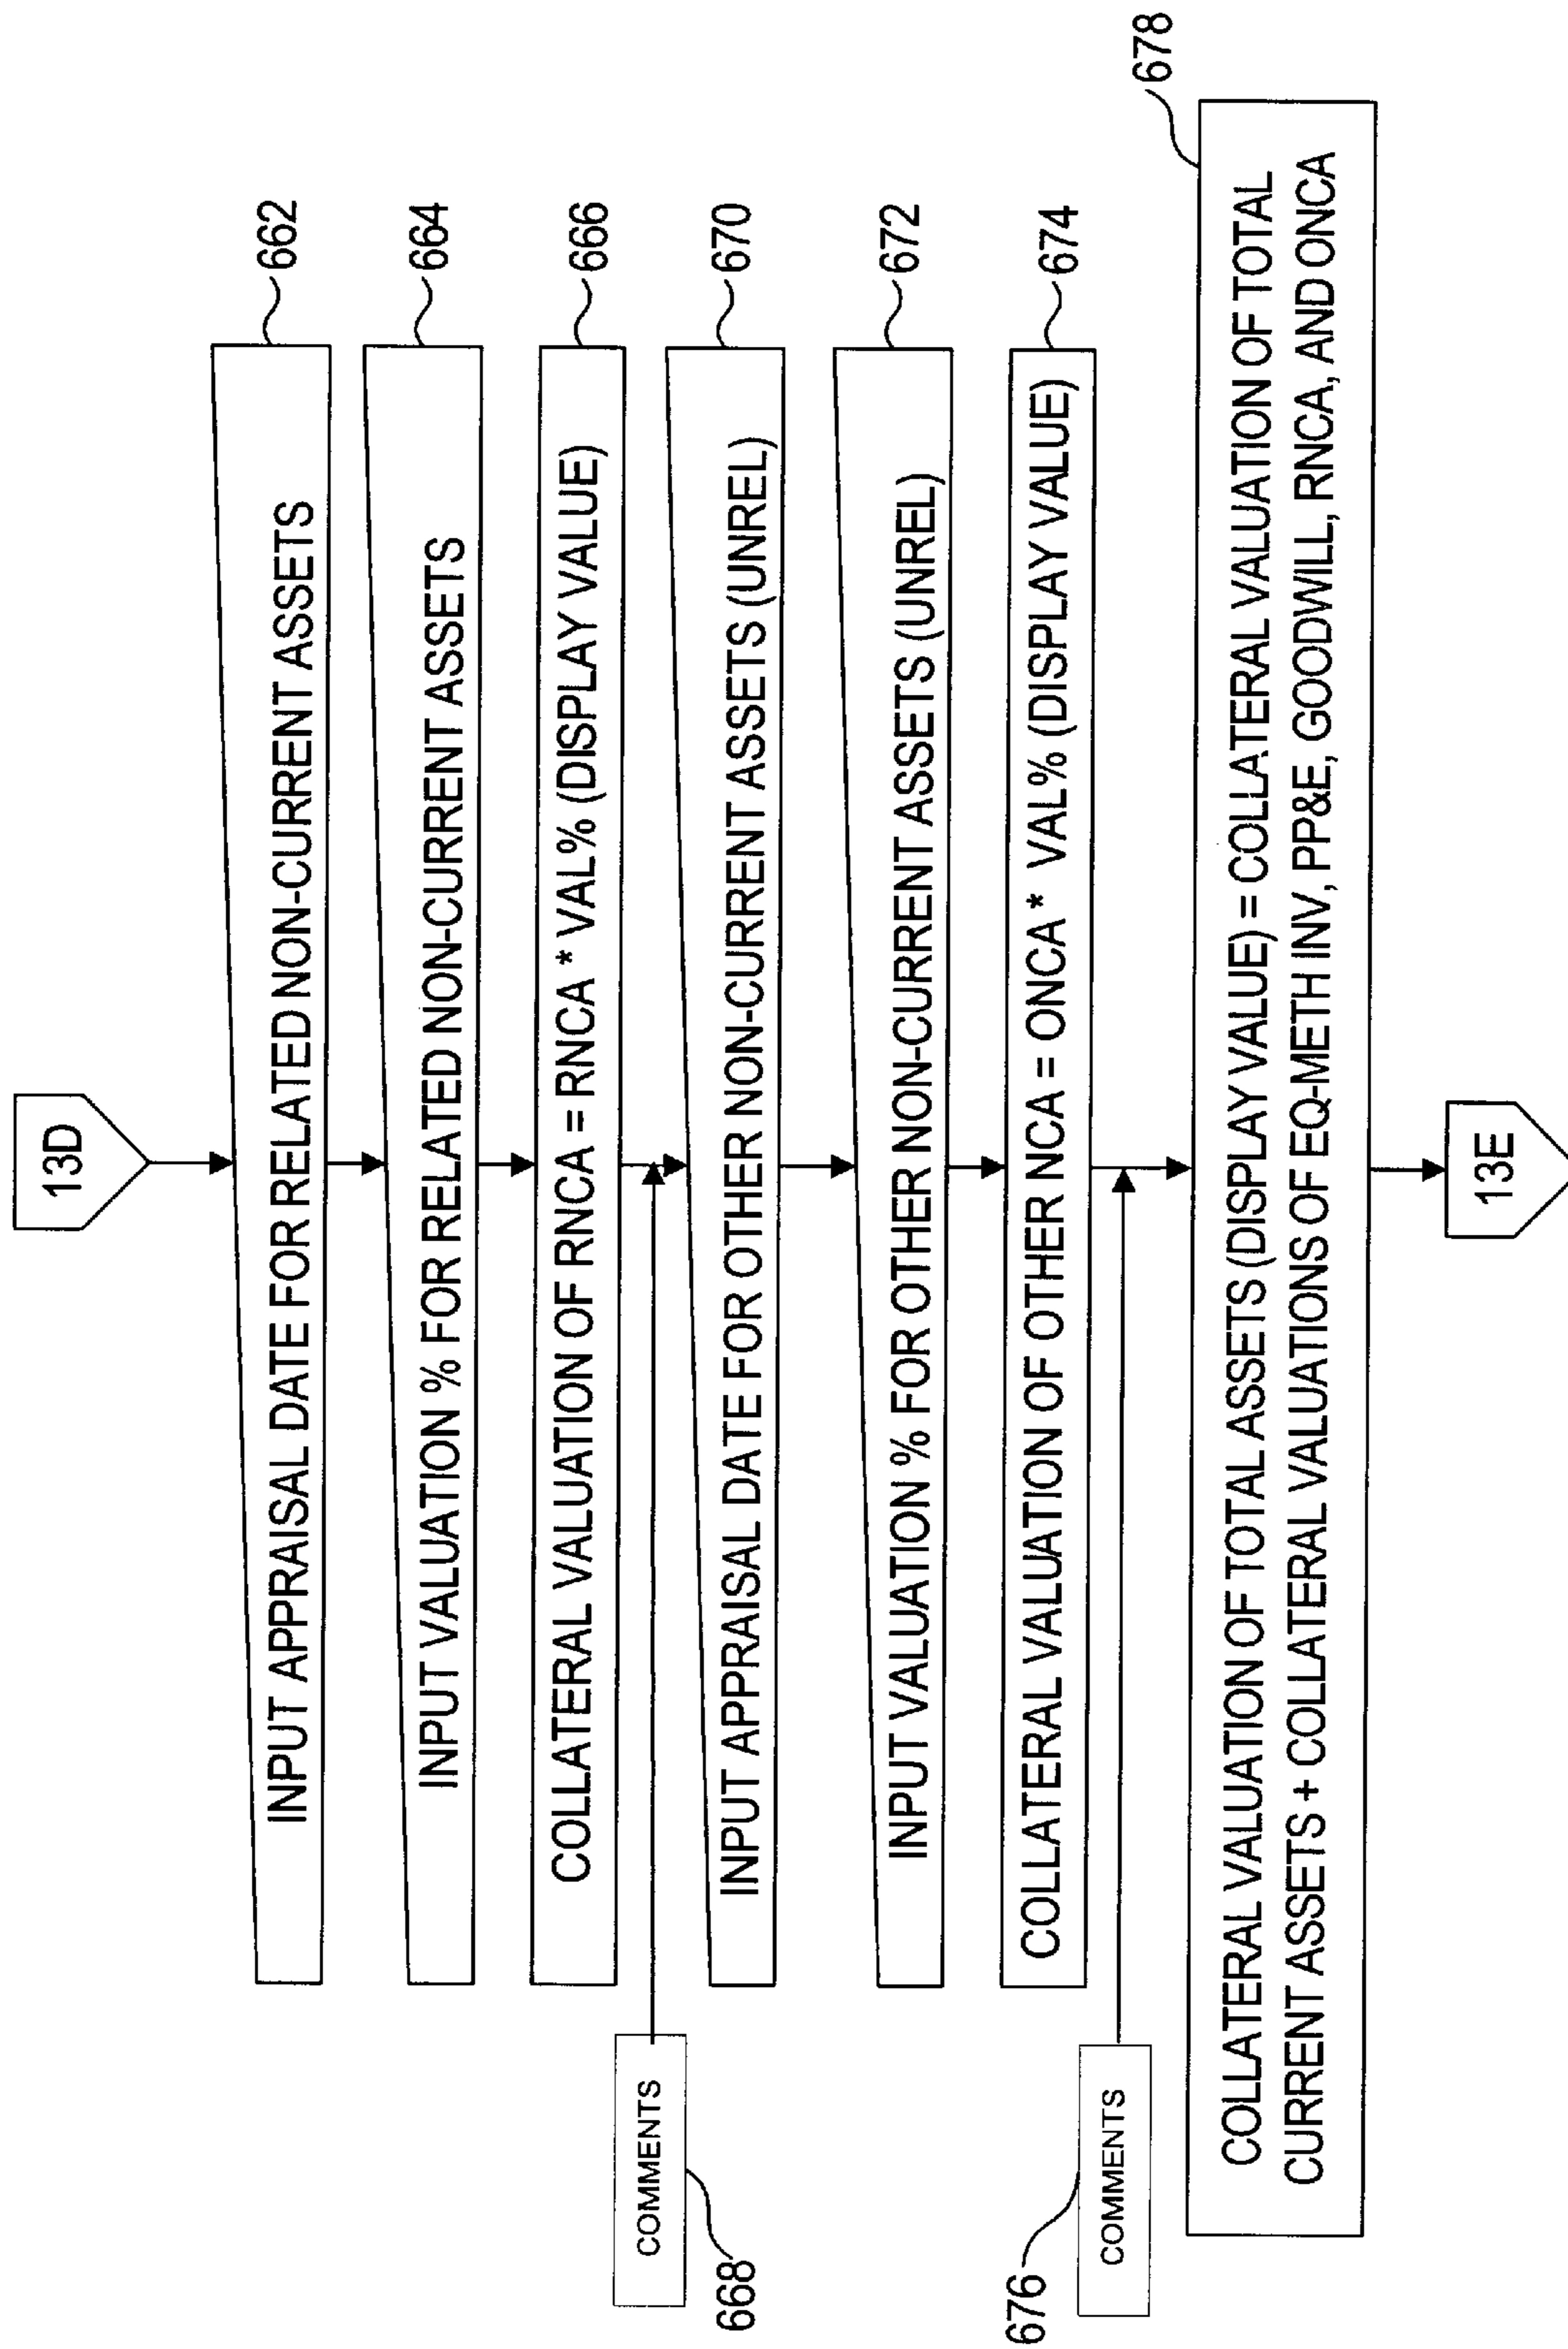 13D
INPUT APPRAISAL DATE FOR RELATED NON-CURRENT ASSETS
662
INPUT VALUATION % FOR RELATED NON-CURRENT ASSETS
664
COLLATERAL VALUATION OF RNCA = RNCA * VAL% (DISPLAY VALUE)
666
COMMENTS
668
INPUT APPRAISAL DATE FOR OTHER NON-CURRENT ASSETS (UNREL)
670
INPUT VALUATION % FOR OTHER NON-CURRENT ASSETS (UNREL)
672
COLLATERAL VALUATION OF OTHER NCA = ONCA * VAL% (DISPLAY VALUE)
674
COMMENTS
676
COLLATERAL VALUATION OF TOTAL ASSETS (DISPLAY VALUE) = COLLATERAL VALUATION OF TOTAL
CURRENT ASSETS + COLLATERAL VALUATIONS OF EQ-METH INV, PP&E, GOODWILL, RNCA, AND ONCA
678
13E